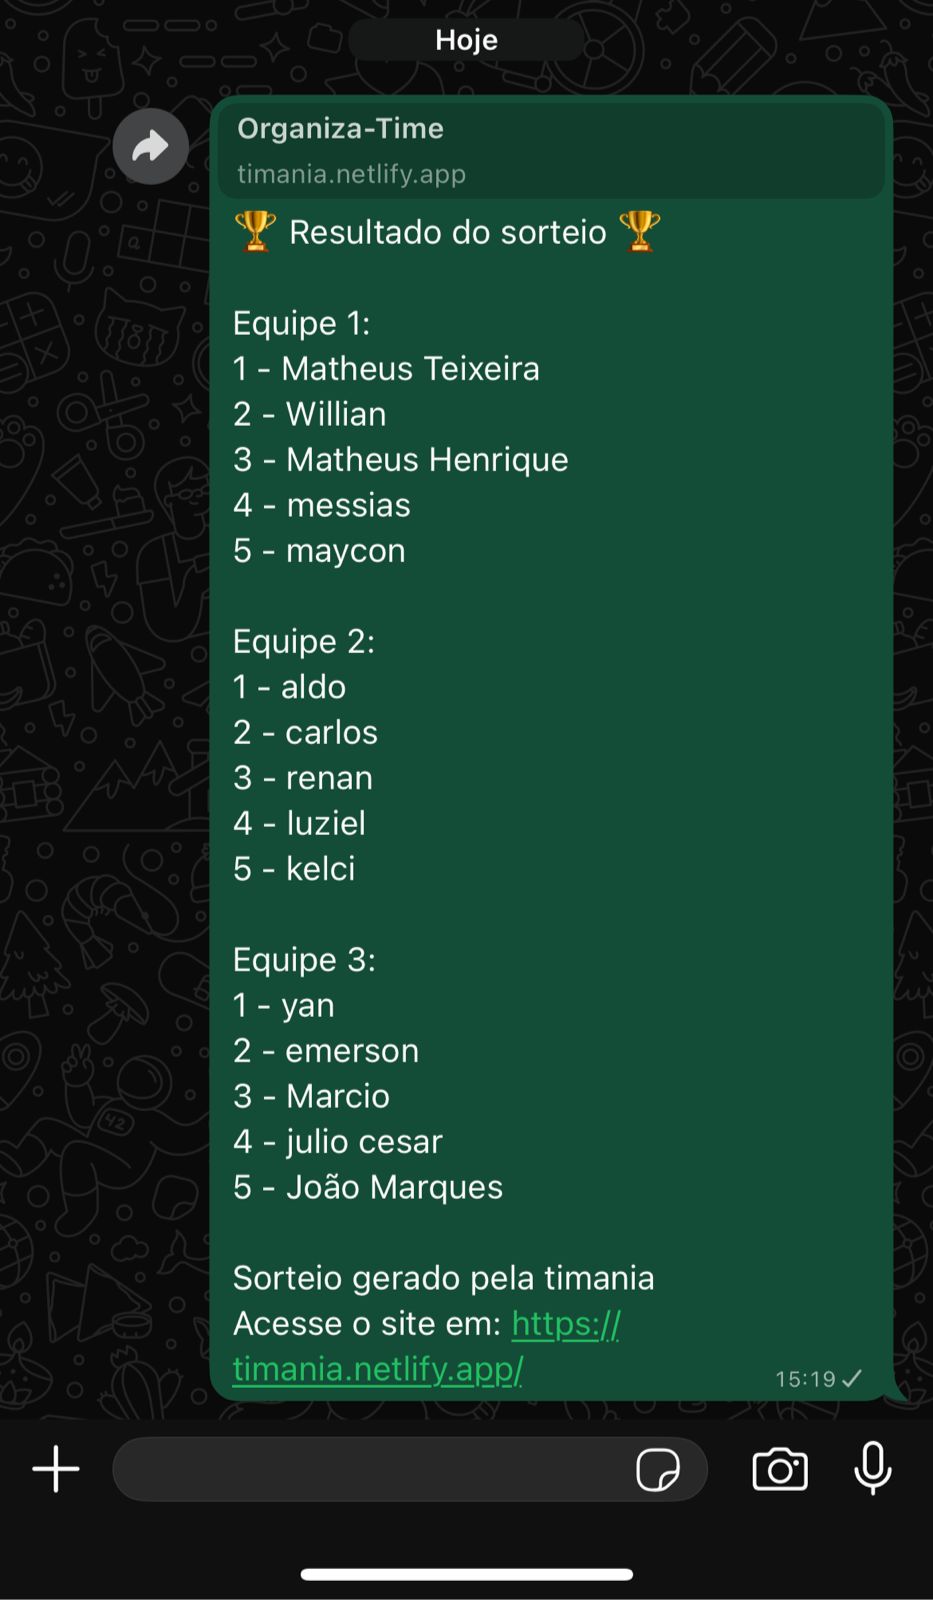 Hoje
Organiza-Time
timania.netlify.app
🏆 Resultado do sorteio 🏆
Equipe 1:
1 - Matheus Teixeira
2 - Willian
3 - Matheus Henrique
4 - messias
5 - maycon
Equipe 2:
1 - aldo
2 - carlos
3 - renan
4 - luziel
5 - kelci
Equipe 3:
1 - yan
2 - emerson
3 - Marcio
4 - julio cesar
5 - João Marques
Sorteio gerado pela timania
Acesse o site em: https://
timania.netlify.app/
15:19